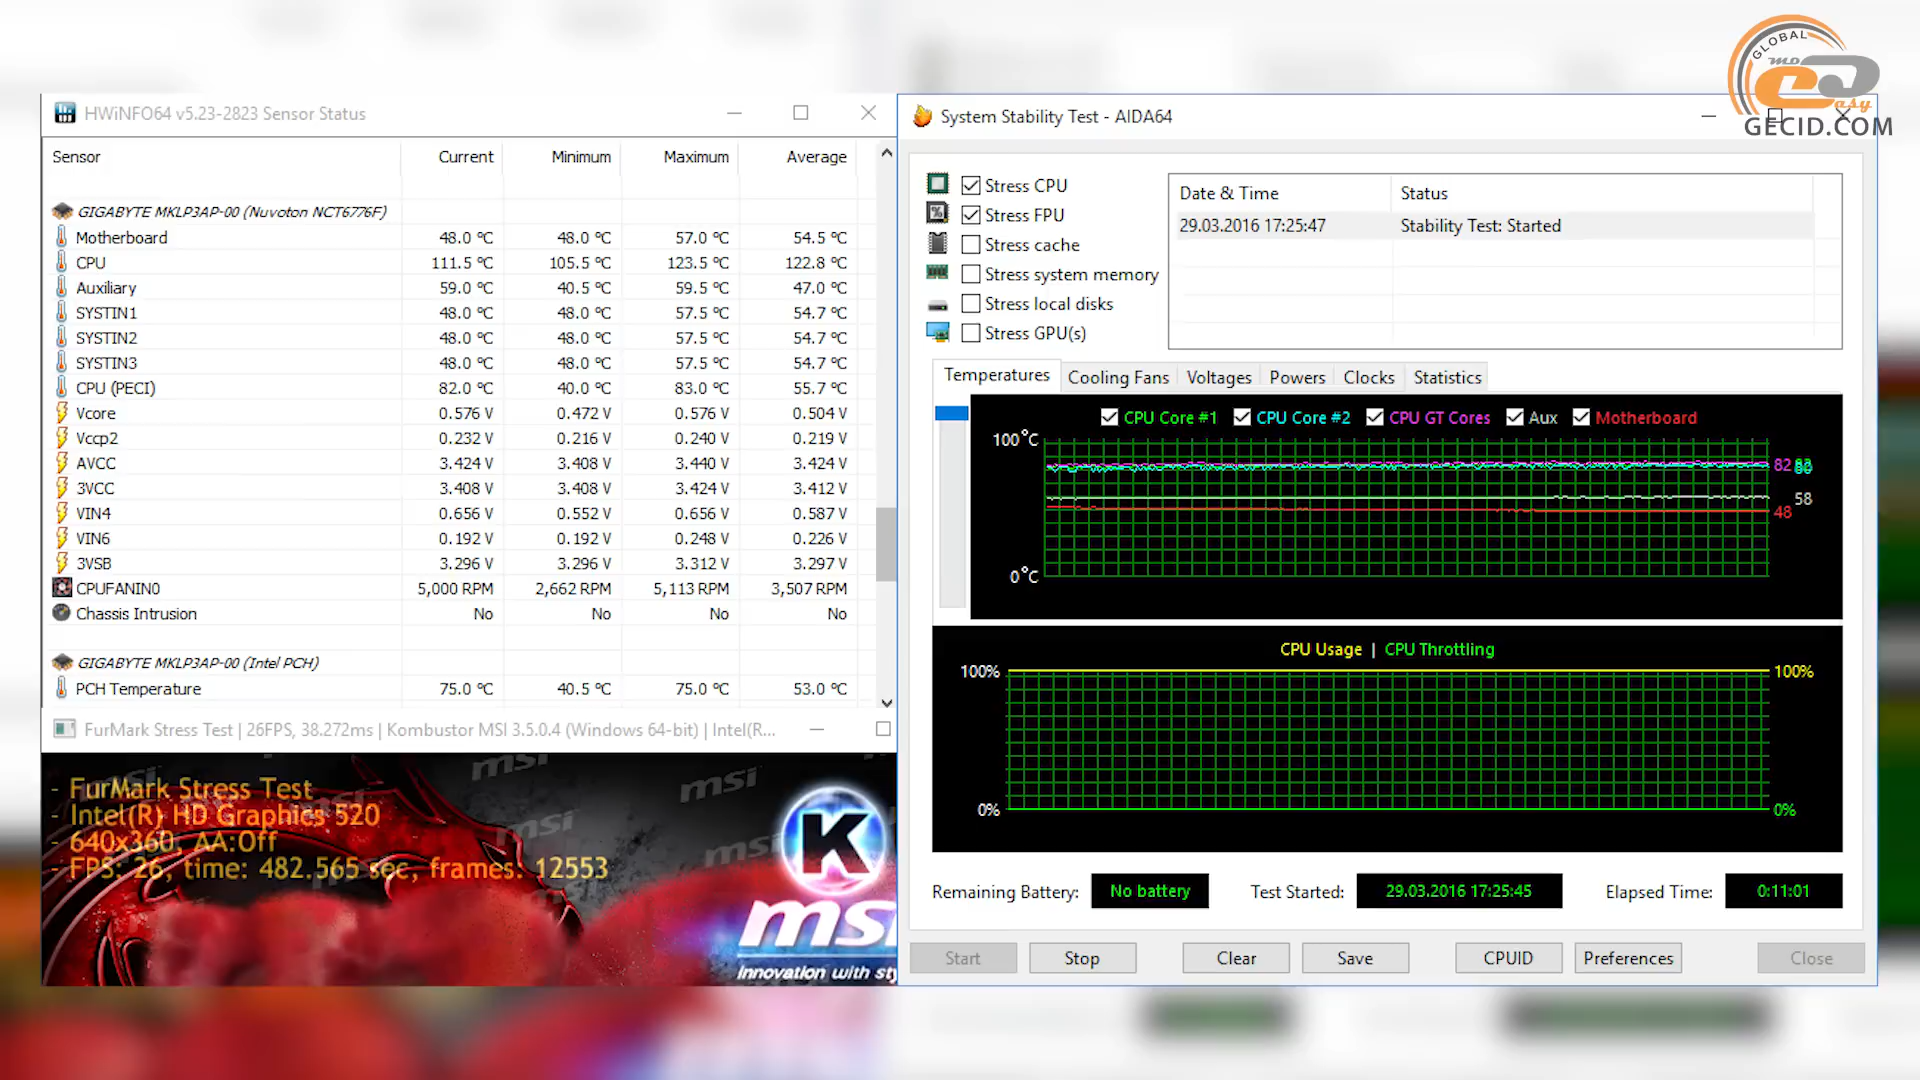 GLOBAL
mo
easy
GECID.COM
HWiNFO64 v5.23-2823 Sensor Status
Sensor Current Minimum Maximum Average
GIGABYTE MKLP3AP-00 (Nuvoton NCT6776F)
Motherboard 48.0 °C 48.0 °C 57.0 °C 54.5 °C
CPU 111.5 °C 105.5 °C 123.5 °C 122.8 °C
Auxiliary 59.0 °C 40.5 °C 59.5 °C 47.0 °C
SYSTIN1 48.0 °C 48.0 °C 57.5 °C 54.7 °C
SYSTIN2 48.0 °C 48.0 °C 57.5 °C 54.7 °C
SYSTIN3 48.0 °C 48.0 °C 57.5 °C 54.7 °C
CPU (PECI) 82.0 °C 40.0 °C 83.0 °C 55.7 °C
Vcore 0.576 V 0.472 V 0.576 V 0.504 V
Vccp2 0.232 V 0.216 V 0.240 V 0.219 V
AVCC 3.424 V 3.408 V 3.440 V 3.424 V
3VCC 3.408 V 3.408 V 3.424 V 3.412 V
VIN4 0.656 V 0.552 V 0.656 V 0.587 V
VIN6 0.192 V 0.192 V 0.248 V 0.226 V
3VSB 3.296 V 3.296 V 3.312 V 3.297 V
CPUFANIN0 5,000 RPM 2,662 RPM 5,113 RPM 3,507 RPM
Chassis Intrusion No No No No
GIGABYTE MKLP3AP-00 (Intel PCH)
PCH Temperature 75.0 °C 40.5 °C 75.0 °C 53.0 °C
FurMark Stress Test | 26FPS, 38.272ms | Kombustor MSI 3.5.0.4 (Windows 64-bit) | Intel(R...
- FurMark Stress Test
- Intel(R) HD Graphics 520
- 640x360, AA:Off
- FPS: 26, time: 482.565 sec, frames: 12553
msi
msi
msi
msi
K
msi
Innovation with sty
System Stability Test - AIDA64
Stress CPU
Stress FPU
Stress cache
Stress system memory
Stress local disks
Stress GPU(s)
Date & Time Status
29.03.2016 17:25:47 Stability Test: Started
Temperatures Cooling Fans Voltages Powers Clocks Statistics
CPU Core #1 CPU Core #2 CPU GT Cores Aux Motherboard
100°C
82
58
48
0°C
CPU Usage | CPU Throttling
100% 100%
0% 0%
Remaining Battery: No battery Test Started: 29.03.2016 17:25:45 Elapsed Time: 0:11:01
Start Stop Clear Save CPUID Preferences Close